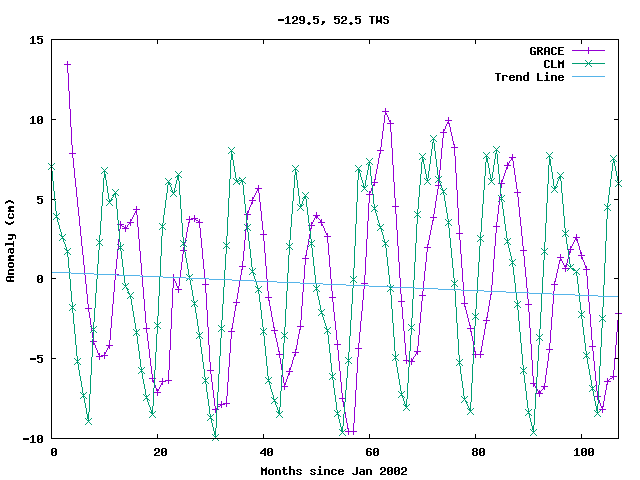 -129.5, 52.5 TWS
GRACE
CLM
Trend Line
15
10
5
0
-5
-10
Anomaly (cm)
0 20 40 60 80 100
Months since Jan 2002